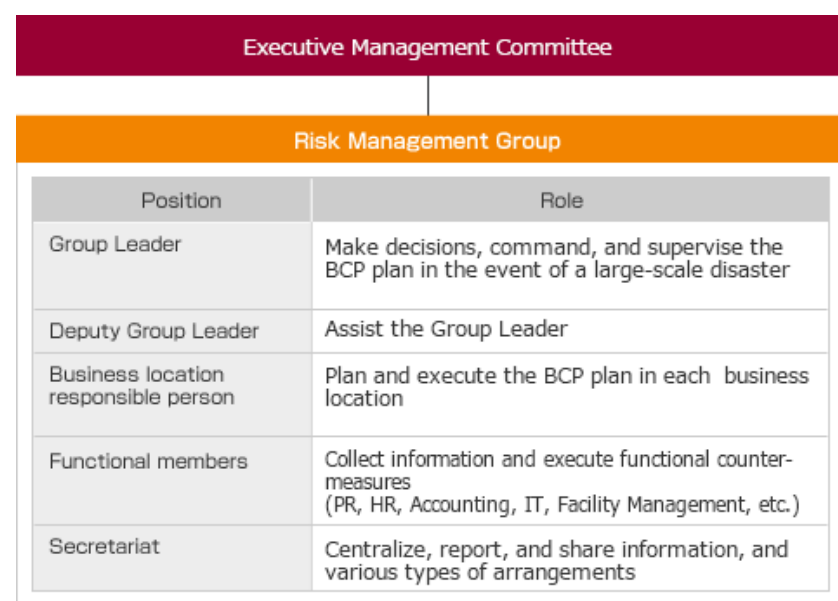 Executive Management Committee
Risk Management Group
Position
Role
Group Leader
Make decisions, command, and supervise the
BCP plan in the event of a large-scale disaster
Deputy Group Leader
Assist the Group Leader
Business location
responsible person
Plan and execute the BCP plan in each business
location
Functional members
Collect information and execute functional counter-
measures
(PR, HR, Accounting, IT, Facility Management, etc.)
Secretariat
Centralize, report, and share information, and
various types of arrangements